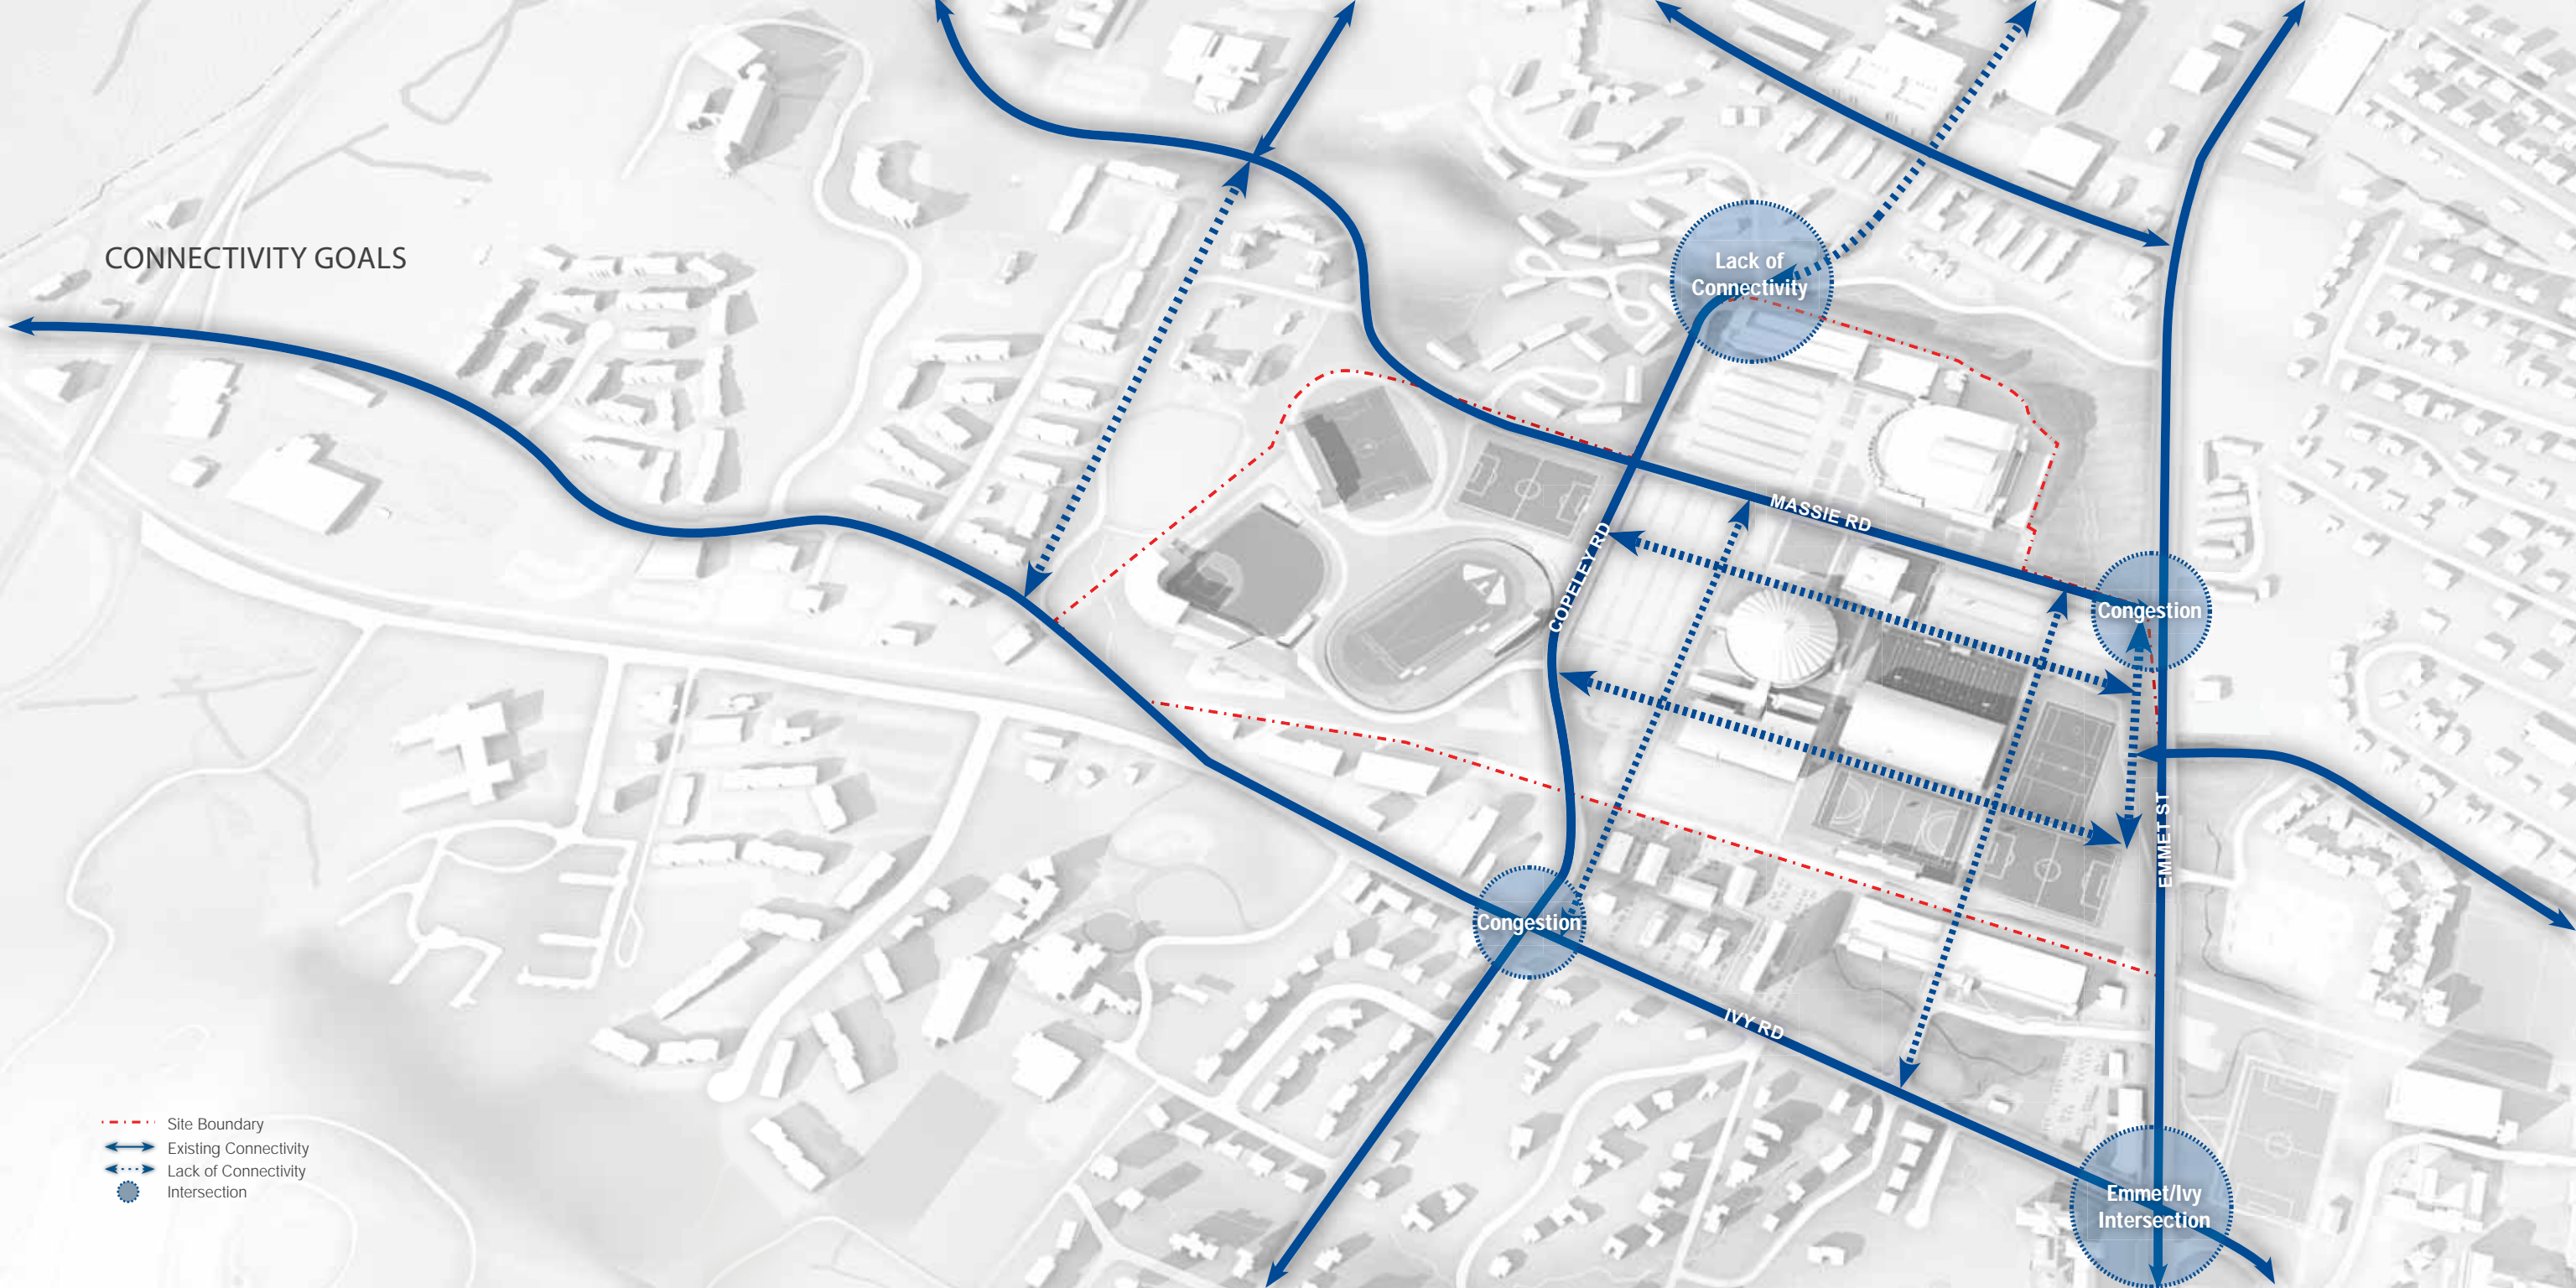 CONNECTIVITY GOALS
Lack of
Connectivity
MASSIE RD
COPELEY RD
Congestion
EMMET ST
Congestion
IVY RD
Emmet/Ivy
Intersection
Site Boundary
Existing Connectivity
Lack of Connectivity
Intersection